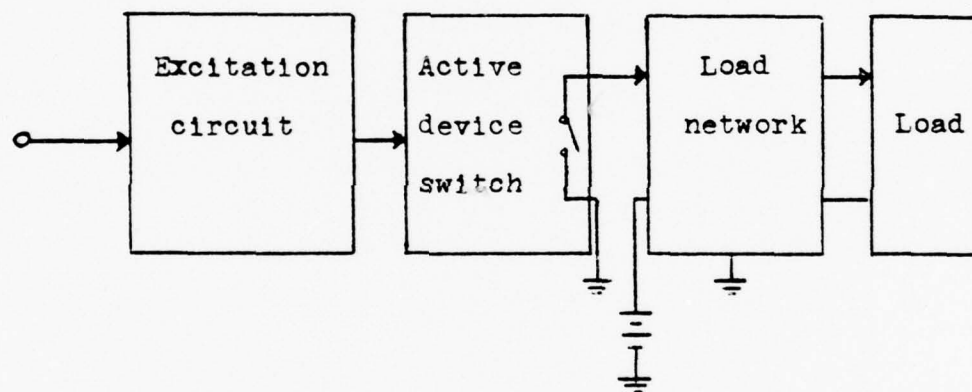 Excitation
circuit
Active
device
switch
Load
network
Load